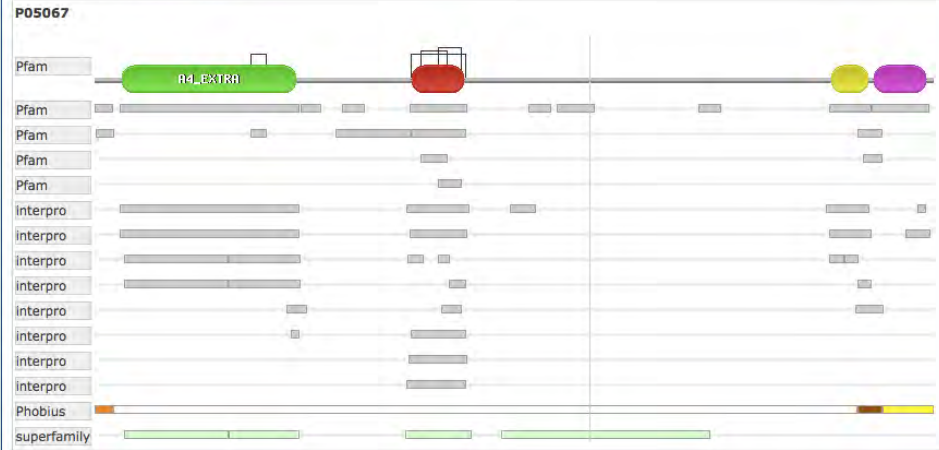 P05067
Pfam
A4_EXTRA
Pfam
Pfam
Pfam
Pfam
interpro
interpro
interpro
interpro
interpro
interpro
interpro
interpro
Phobius
superfamily